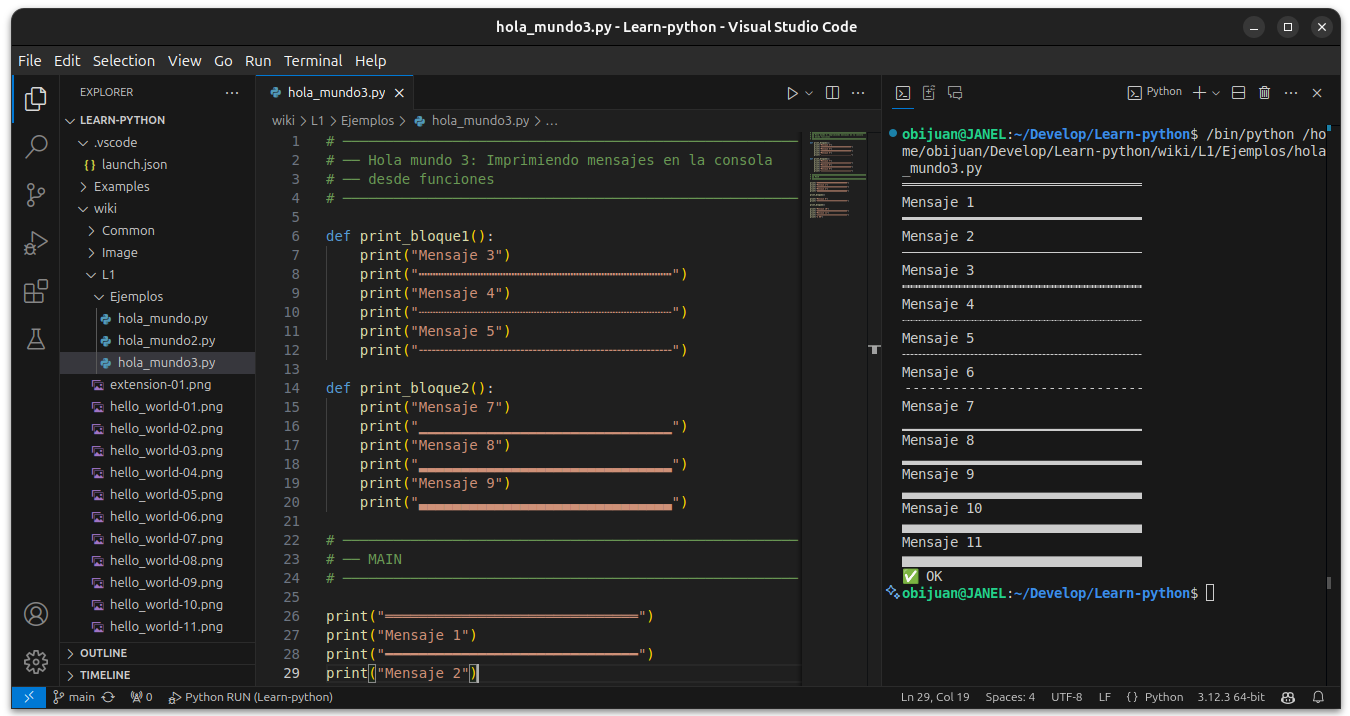 hola_mundo3.py - Learn-python - Visual Studio Code
File Edit Selection View Go Run Terminal Help
EXPLORER
LEARN-PYTHON
.vscode
launch.json
Examples
wiki
Common
Image
L1
Ejemplos
hola_mundo.py
hola_mundo2.py
hola_mundo3.py
extension-01.png
hello_world-01.png
hello_world-02.png
hello_world-03.png
hello_world-04.png
hello_world-05.png
hello_world-06.png
hello_world-07.png
hello_world-08.png
hello_world-09.png
hello_world-10.png
hello_world-11.png
OUTLINE
TIMELINE
hola_mundo3.py
wiki > L1 > Ejemplos > hola_mundo3.py > ...
1 # ──────────────────────────────
2 # ── Hola mundo 3: Imprimiendo mensajes en la consola
3 # ── desde funciones
4 # ──────────────────────────────
5
6 def print_bloque1():
7 print("Mensaje 3")
8 print("┅┅┅┅┅┅┅┅┅┅┅┅┅┅┅┅┅┅┅┅┅┅┅┅┅┅┅┅┅┅")
9 print("Mensaje 4")
10 print("┄┄┄┄┄┄┄┄┄┄┄┄┄┄┄┄┄┄┄┄┄┄┄┄┄┄┄┄┄┄")
11 print("Mensaje 5")
12 print("┄┄┄┄┄┄┄┄┄┄┄┄┄┄┄┄┄┄┄┄┄┄┄┄┄┄┄┄┄┄")
13
14 def print_bloque2():
15 print("Mensaje 7")
16 print("▁▁▁▁▁▁▁▁▁▁▁▁▁▁▁▁▁▁▁▁▁▁▁▁▁▁▁▁▁▁")
17 print("Mensaje 8")
18 print("▂▂▂▂▂▂▂▂▂▂▂▂▂▂▂▂▂▂▂▂▂▂▂▂▂▂▂▂▂▂")
19 print("Mensaje 9")
20 print("▃▃▃▃▃▃▃▃▃▃▃▃▃▃▃▃▃▃▃▃▃▃▃▃▃▃▃▃▃▃")
21
22 # ──────────────────────────────
23 # ── MAIN
24 # ──────────────────────────────
25
26 print("══════════════════════════════")
27 print("Mensaje 1")
28 print("━━━━━━━━━━━━━━━━━━━━━━━━━━━━━━")
29 print("Mensaje 2")
Python
obijuan@JANEL:~/Develop/Learn-python$ /bin/python /ho
me/obijuan/Develop/Learn-python/wiki/L1/Ejemplos/hola
_mundo3.py
Mensaje 1
Mensaje 2
Mensaje 3
Mensaje 4
Mensaje 5
Mensaje 6
Mensaje 7
Mensaje 8
Mensaje 9
Mensaje 10
Mensaje 11
✅ OK
obijuan@JANEL:~/Develop/Learn-python$
main 0 Python RUN (Learn-python) Ln 29, Col 19 Spaces: 4 UTF-8 LF {} Python 3.12.3 64-bit